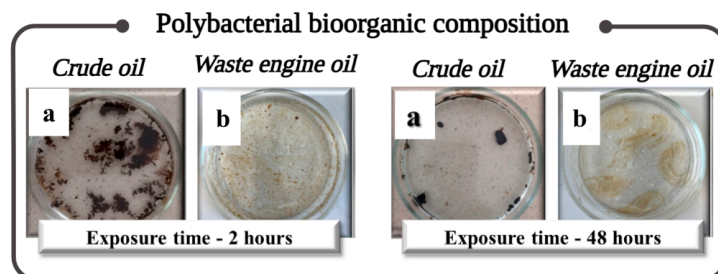 Polybacterial bioorganic composition
Crude oil
Waste engine oil
Crude oil
Waste engine oil
a
b
a
b
Exposure time - 2 hours
Exposure time - 48 hours